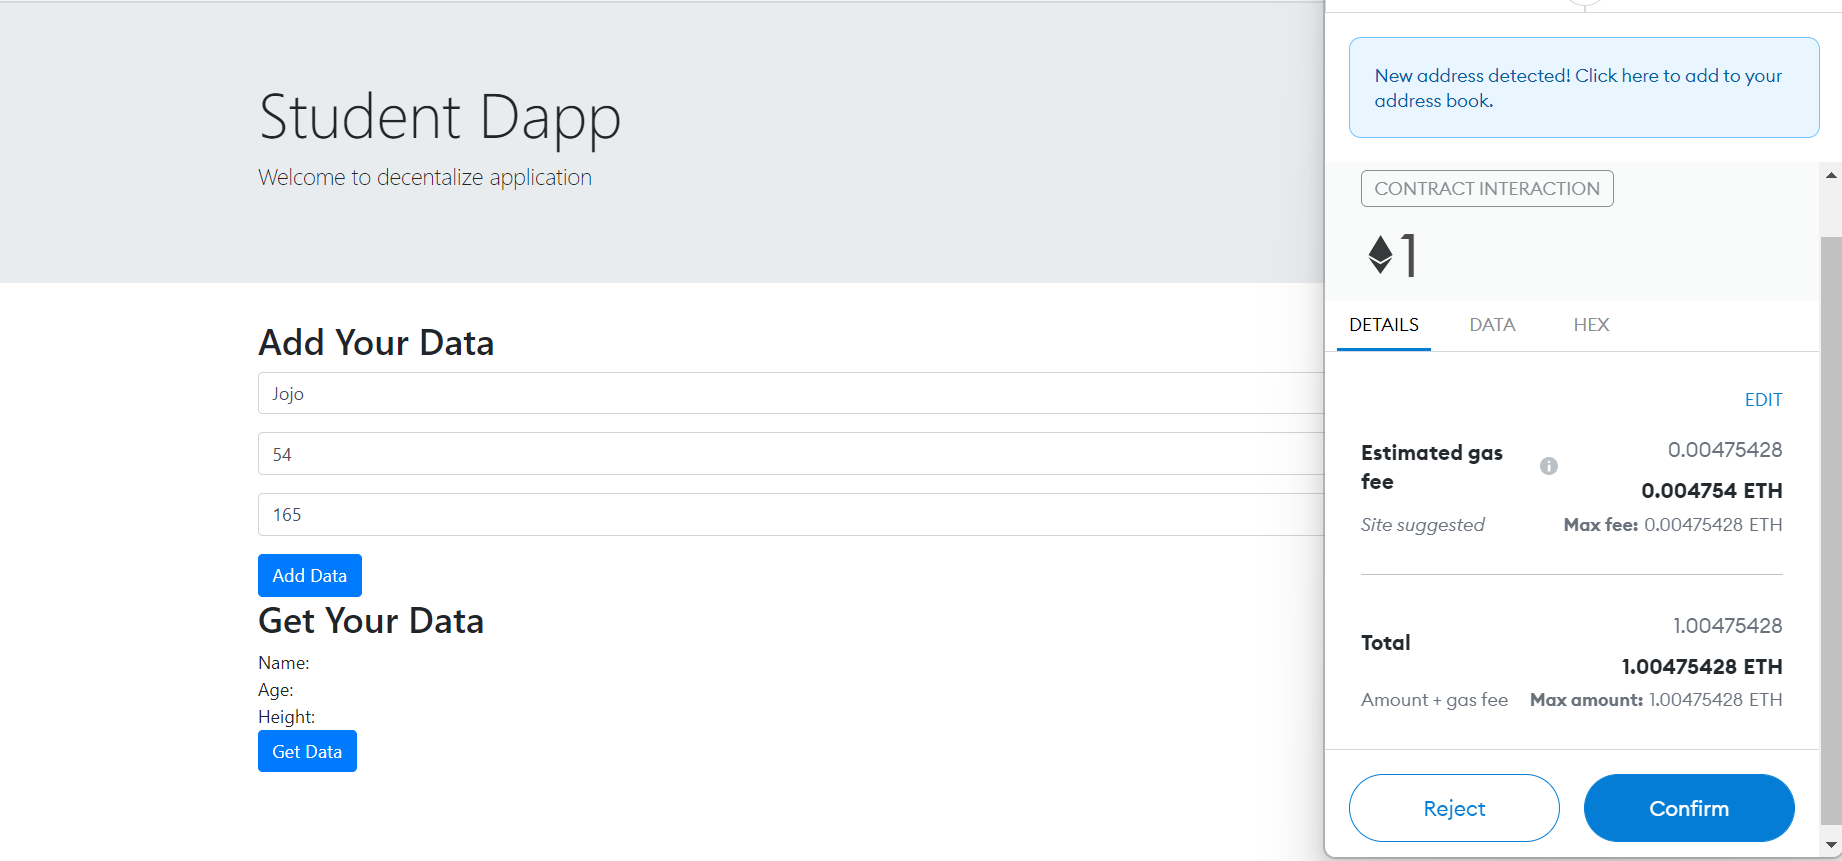 Student Dapp
Welcome to decentalize application
Add Your Data
Jojo
54
165
Add Data
Get Your Data
Name:
Age:
Height:
Get Data
New address detected! Click here to add to your
address book.
CONTRACT INTERACTION
1
DETAILS DATA HEX
EDIT
Estimated gas
fee
0.00475428
0.004754 ETH
Site suggested
Max fee: 0.00475428 ETH
Total
1.00475428
1.00475428 ETH
Amount + gas fee
Max amount: 1.00475428 ETH
Reject Confirm